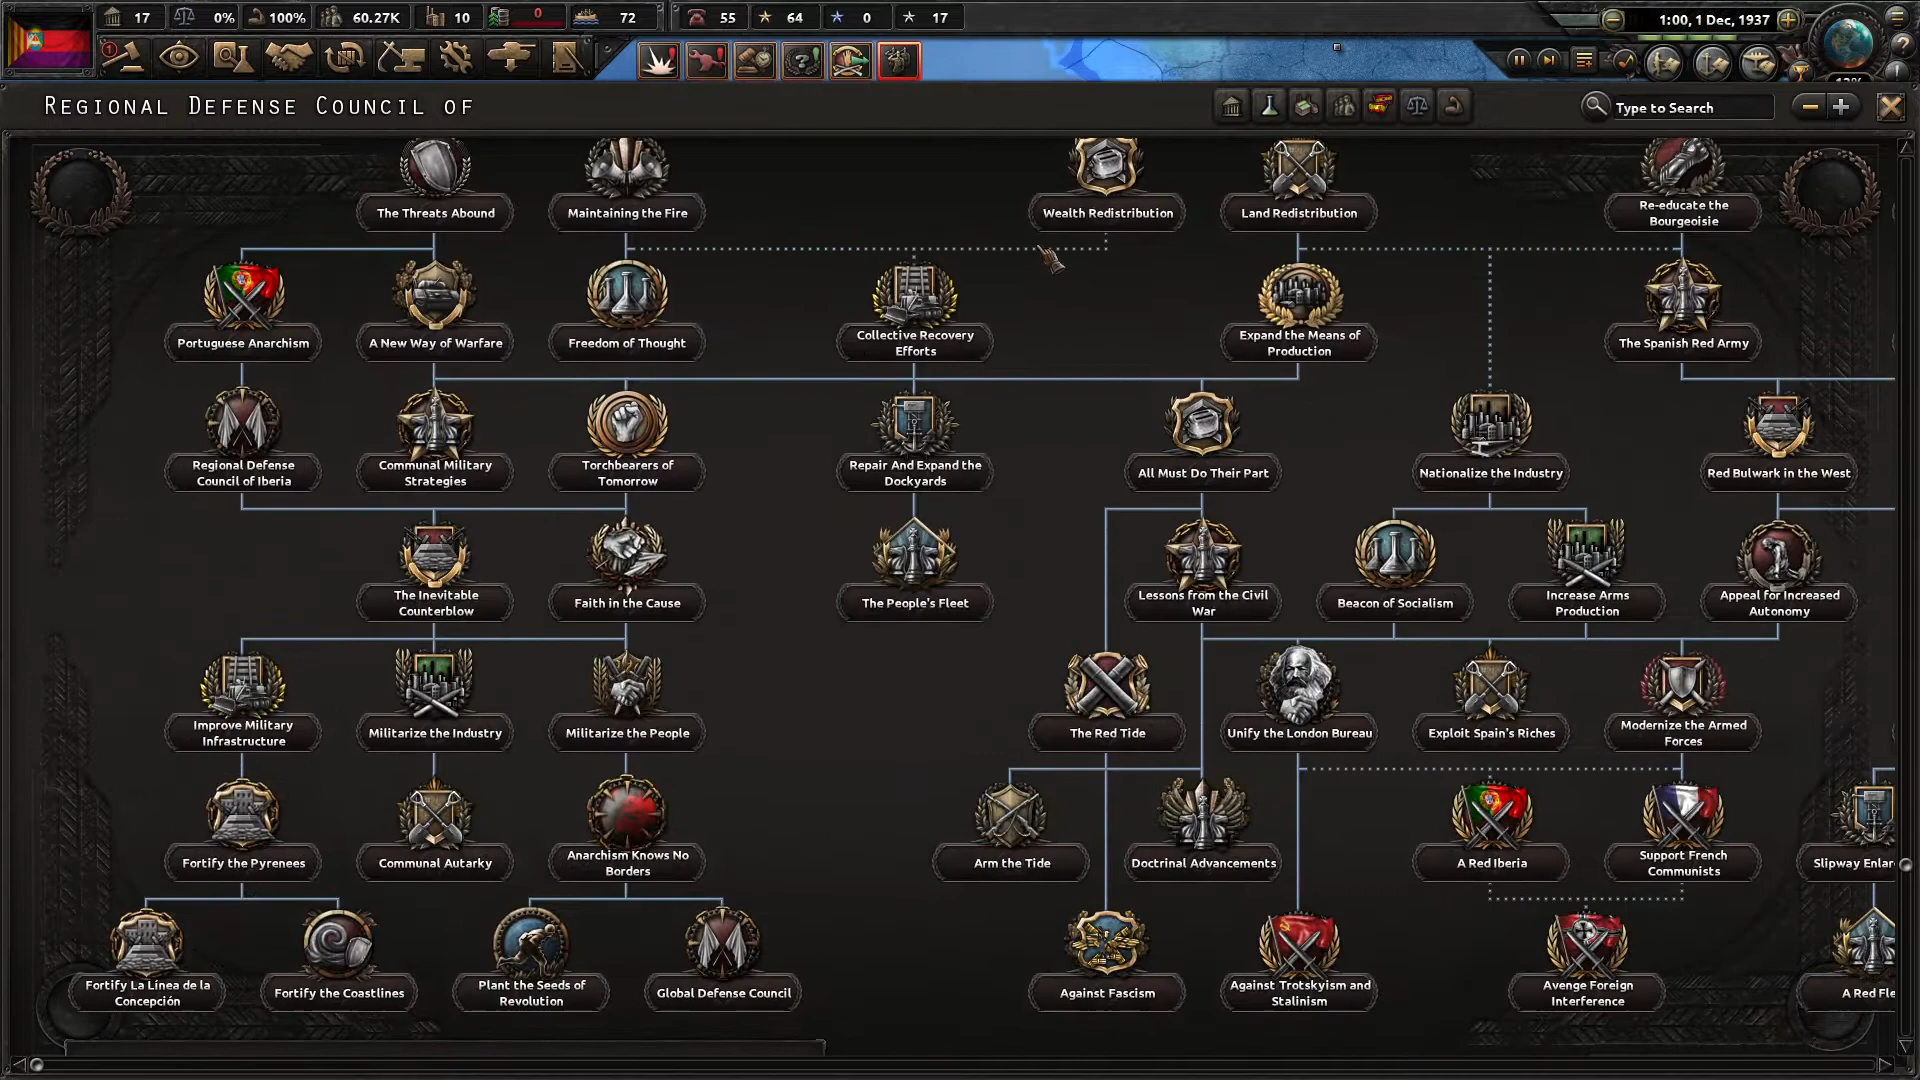 17
0%
100%
60.27K
10
0
72
55
64
0
17
1:00, 1 Dec, 1937
REGIONAL DEFENSE COUNCIL OF
Type to Search
The Threats Abound
Maintaining the Fire
Wealth Redistribution
Land Redistribution
Re-educate the
Bourgeoisie
Portuguese Anarchism
A New Way of Warfare
Freedom of Thought
Collective Recovery
Efforts
Expand the Means of
Production
The Spanish Red Army
Regional Defense
Council of Iberia
Communal Military
Strategies
Torchbearers of
Tomorrow
Repair And Expand the
Dockyards
All Must Do Their Part
Nationalize the Industry
Red Bulwark in the West
The Inevitable
Counterblow
Faith in the Cause
The People's Fleet
Lessons from the Civil
War
Beacon of Socialism
Increase Arms
Production
Appeal for Increased
Autonomy
Improve Military
Infrastructure
Militarize the Industry
Militarize the People
The Red Tide
Unify the London Bureau
Exploit Spain's Riches
Modernize the Armed
Forces
Fortify the Pyrenees
Communal Autarky
Anarchism Knows No
Borders
Arm the Tide
Doctrinal Advancements
A Red Iberia
Support French
Communists
Slipway Enlar
Fortify La Línea de la
Concepción
Fortify the Coastlines
Plant the Seeds of
Revolution
Global Defense Council
Against Fascism
Against Trotskyism and
Stalinism
Avenge Foreign
Interference
A Red Fle